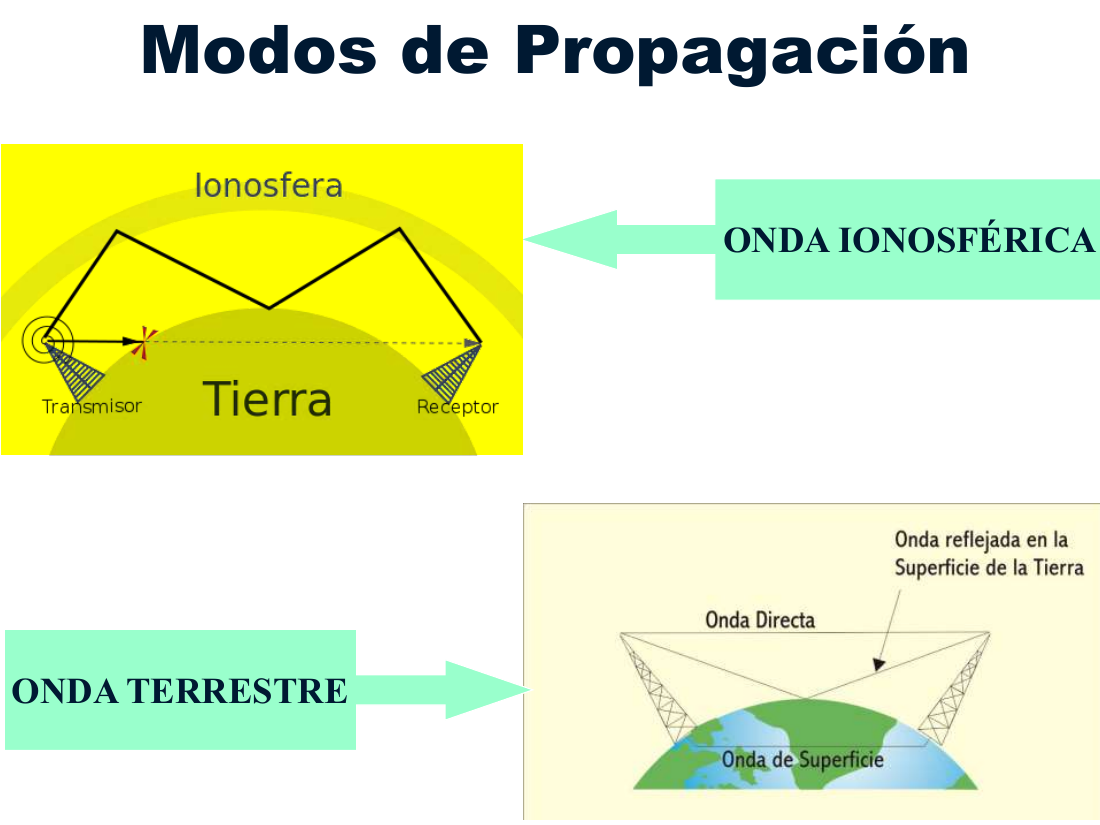 Modos de Propagación
Ionosfera
ONDA IONOSFÉRICA
Tierra
Transmisor
Receptor
Onda reflejada en la
Superficie de la Tierra
Onda Directa
ONDA TERRESTRE
Onda de Superficie